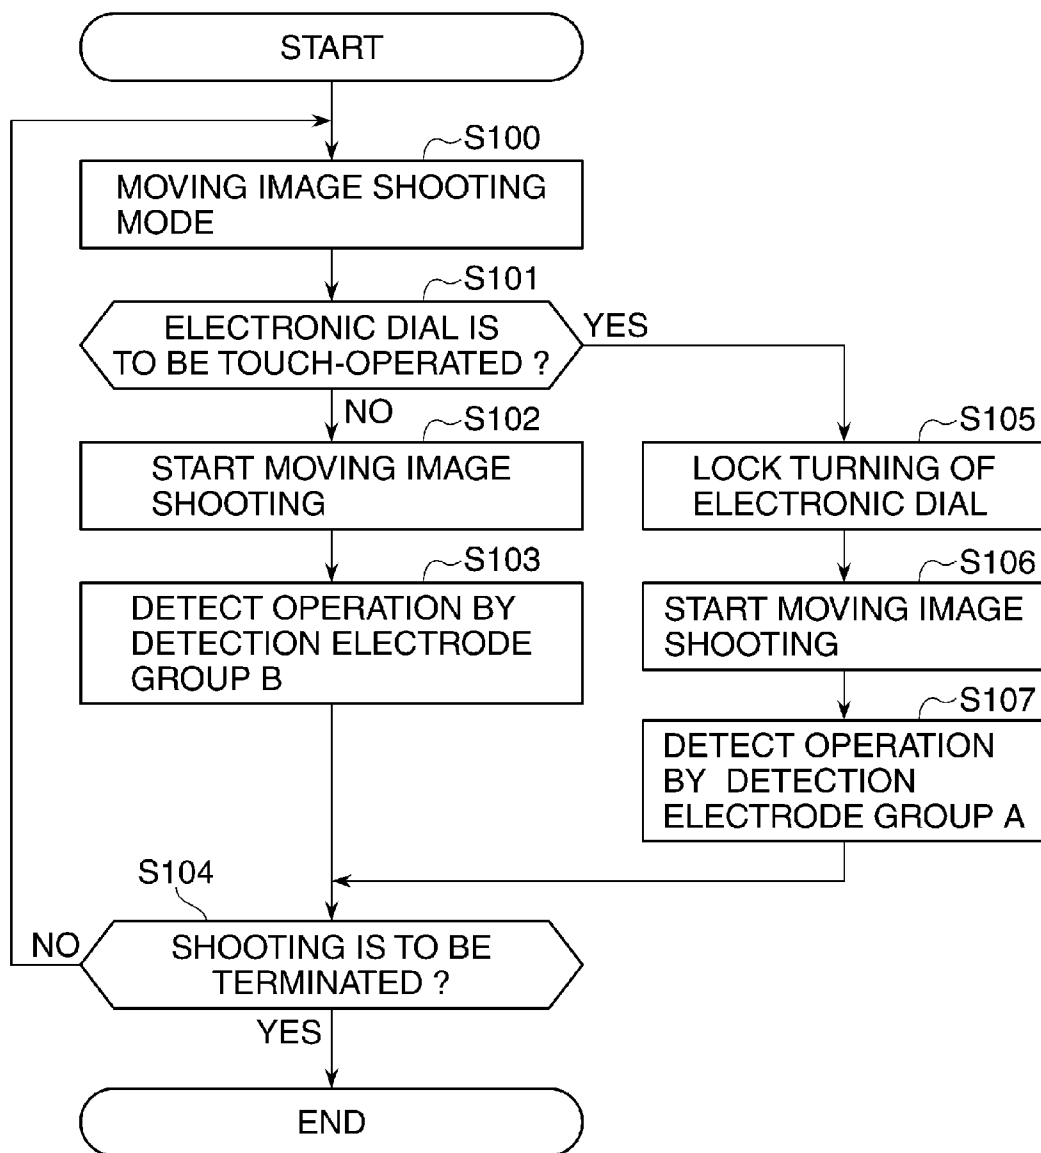 START
S100
MOVING IMAGE SHOOTING
MODE
S101
ELECTRONIC DIAL IS
TO BE TOUCH-OPERATED ?
YES
NO
S102
START MOVING IMAGE
SHOOTING
S103
DETECT OPERATION BY
DETECTION ELECTRODE
GROUP B
S105
LOCK TURNING OF
ELECTRONIC DIAL
S106
START MOVING IMAGE
SHOOTING
S107
DETECT OPERATION
BY DETECTION
ELECTRODE GROUP A
S104
SHOOTING IS TO BE
TERMINATED ?
NO
YES
END